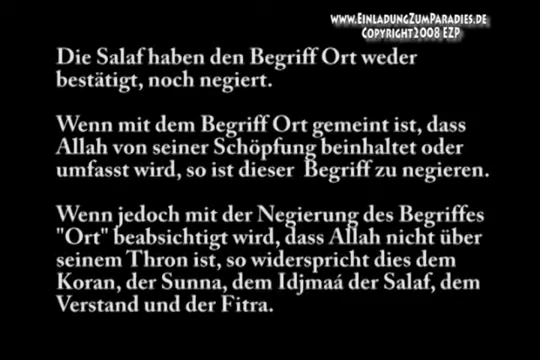 www.EinladungZumParadies.de
Copyright2008 EZP
Die Salaf haben den Begriff Ort weder
bestätigt, noch negiert.
Wenn mit dem Begriff Ort gemeint ist, dass
Allah von seiner Schöpfung beinhaltet oder
umfasst wird, so ist dieser Begriff zu negieren.
Wenn jedoch mit der Negierung des Begriffes
"Ort" beabsichtigt wird, dass Allah nicht über
seinem Thron ist, so widerspricht dies dem
Koran, der Sunna, dem Idjmaá der Salaf, dem
Verstand und der Fitra.